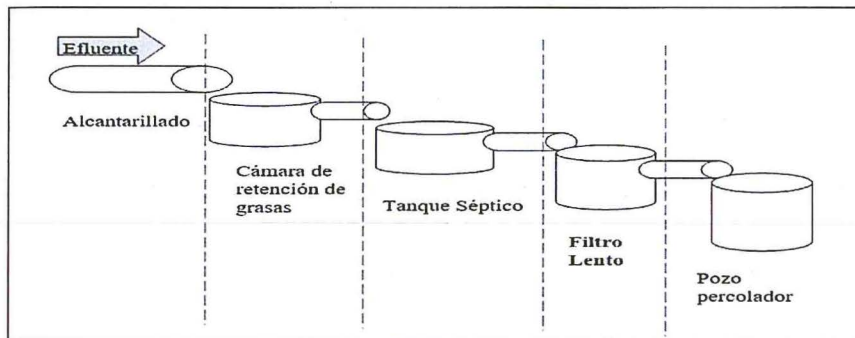 Efluente
Alcantarillado
Cámara de
retención de
grasas
Tanque Séptico
Filtro
Lento
Pozo
percolador